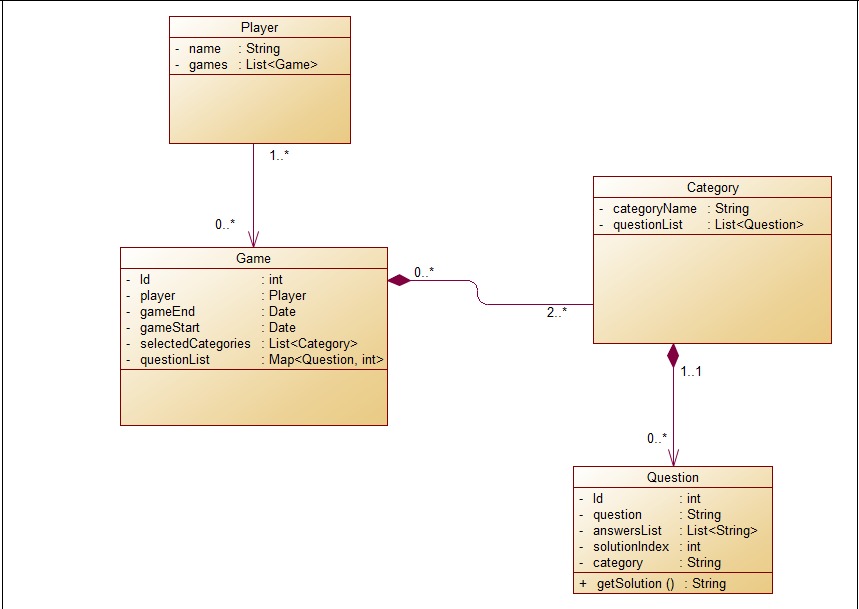 Player
- name : String
- games : List<Game>
1..*
0..*
Game
- Id : int
- player : Player
- gameEnd : Date
- gameStart : Date
- selectedCategories : List<Category>
- questionList : Map<Question, int>
0..*
2..*
Category
- categoryName : String
- questionList : List<Question>
1..1
0..*
Question
- Id : int
- question : String
- answersList : List<String>
- solutionIndex : int
- category : String
+ getSolution () : String